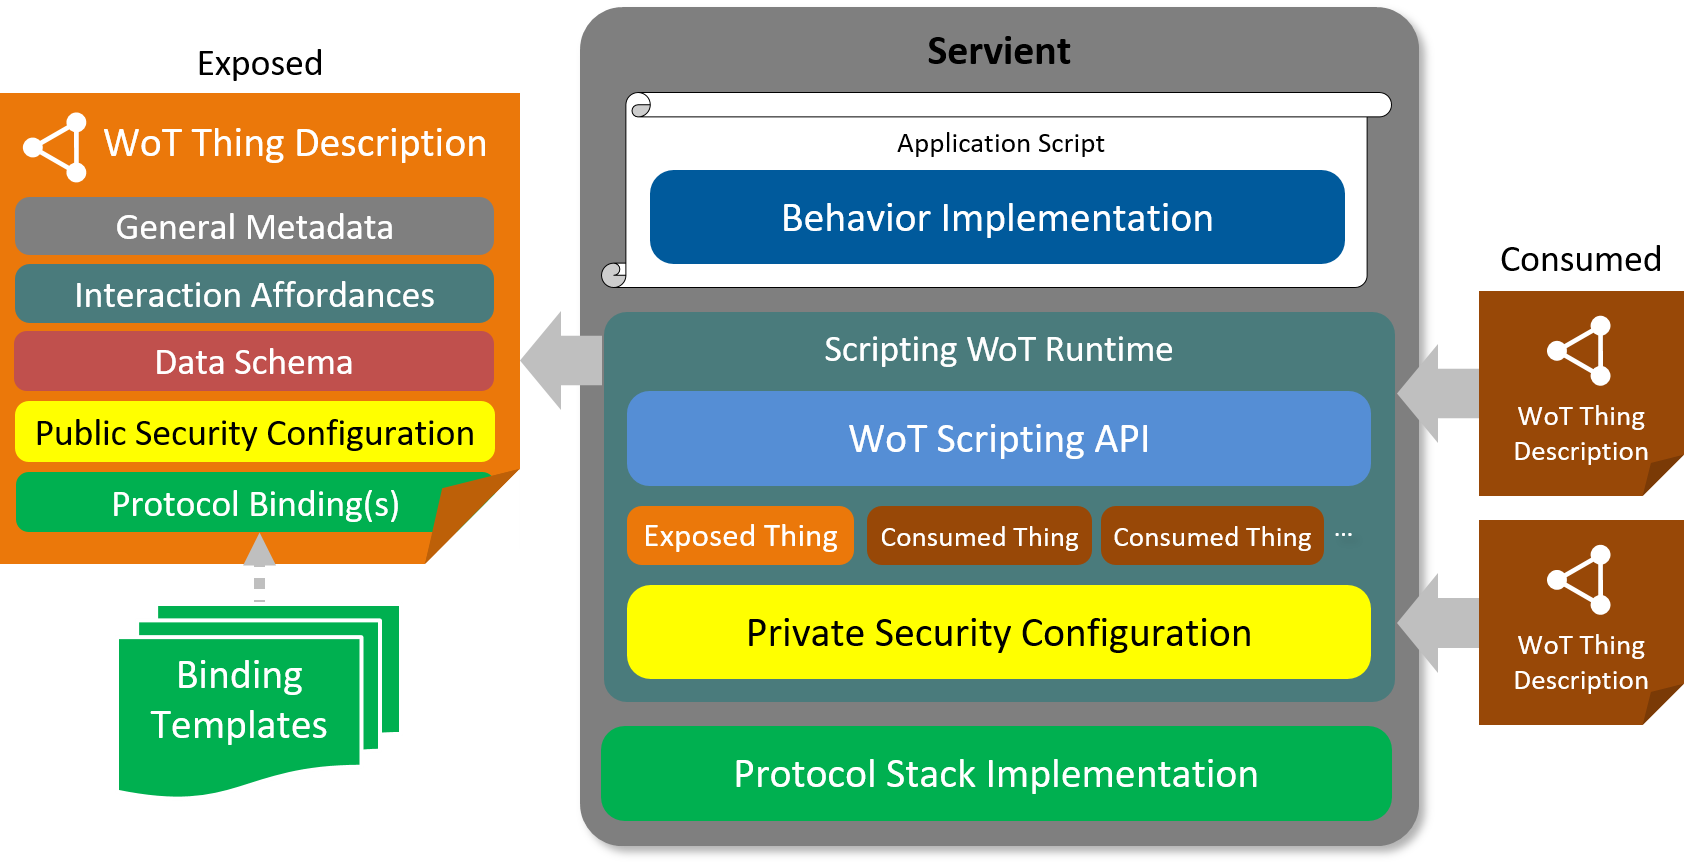 Exposed
WoT Thing Description
General Metadata
Interaction Affordances
Data Schema
Public Security Configuration
Protocol Binding(s)
Binding
Templates
Servient
Application Script
Behavior Implementation
Scripting WoT Runtime
WoT Scripting API
Exposed Thing
Consumed Thing
Consumed Thing
...
Private Security Configuration
Protocol Stack Implementation
Consumed
WoT Thing
Description
WoT Thing
Description